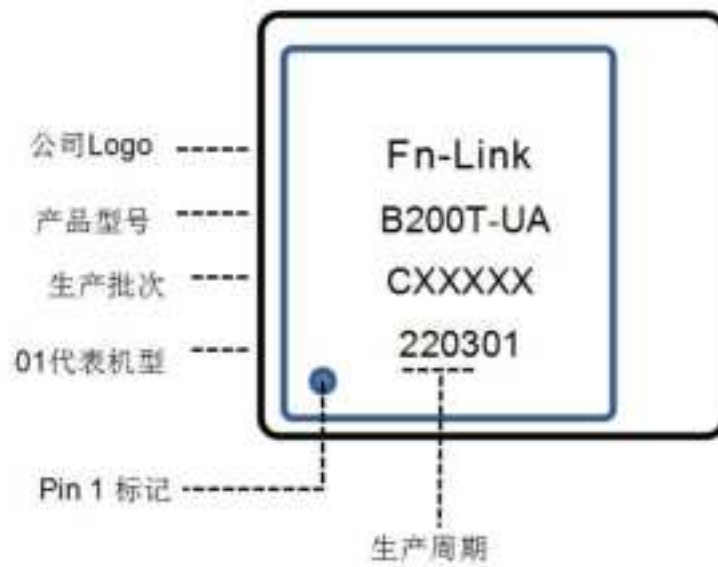 公司Logo
Fn-Link
产品型号
B200T-UA
生产批次
CXXXXX
01代表机型
220301
Pin 1 标记
生产周期